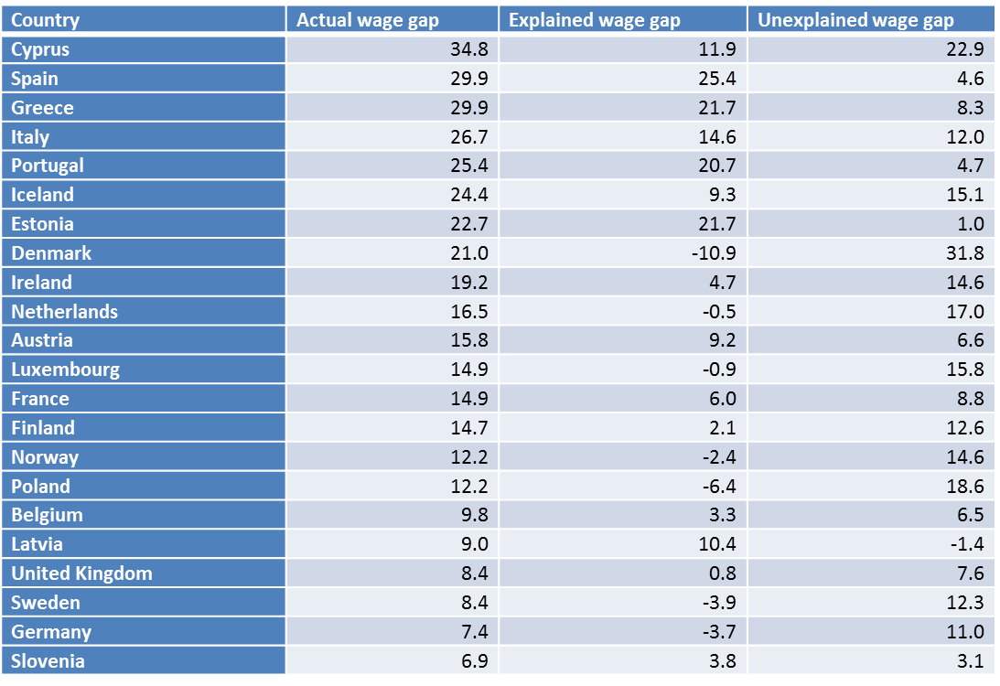 Country Actual wage gap Explained wage gap Unexplained wage gap
Cyprus 34.8 11.9 22.9
Spain 29.9 25.4 4.6
Greece 29.9 21.7 8.3
Italy 26.7 14.6 12.0
Portugal 25.4 20.7 4.7
Iceland 24.4 9.3 15.1
Estonia 22.7 21.7 1.0
Denmark 21.0 -10.9 31.8
Ireland 19.2 4.7 14.6
Netherlands 16.5 -0.5 17.0
Austria 15.8 9.2 6.6
Luxembourg 14.9 -0.9 15.8
France 14.9 6.0 8.8
Finland 14.7 2.1 12.6
Norway 12.2 -2.4 14.6
Poland 12.2 -6.4 18.6
Belgium 9.8 3.3 6.5
Latvia 9.0 10.4 -1.4
United Kingdom 8.4 0.8 7.6
Sweden 8.4 -3.9 12.3
Germany 7.4 -3.7 11.0
Slovenia 6.9 3.8 3.1